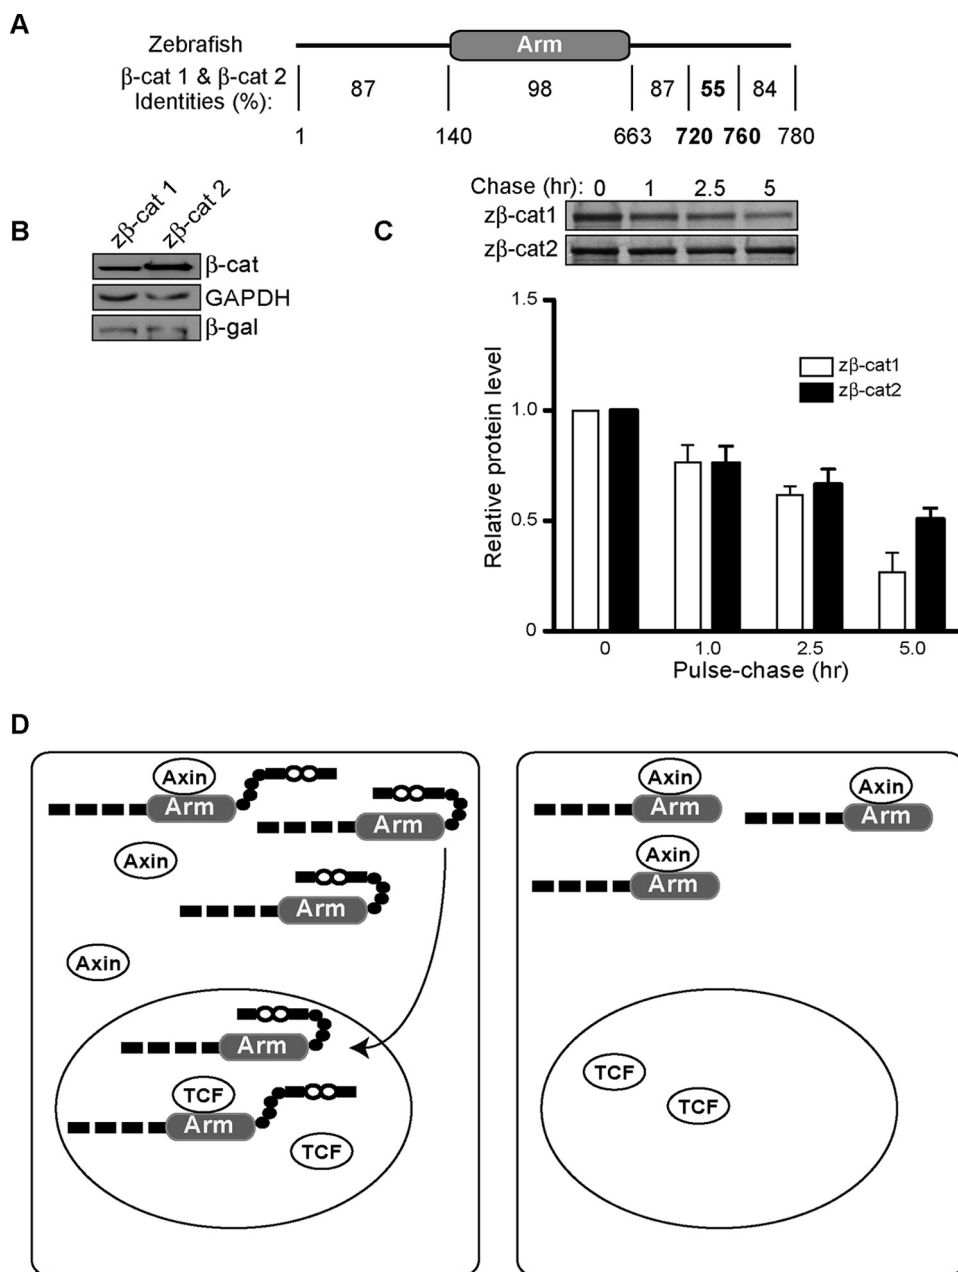 A
Zebrafish
Arm
β-cat 1 & β-cat 2
Identities (%):
87 98 87 55 84
1 140 663 720 760 780
B
zβ-cat 1 zβ-cat 2
β-cat
GAPDH
β-gal
C
Chase (hr): 0 1 2.5 5
zβ-cat1
zβ-cat2
1.5
1.0
0.5
0
Relative protein level
zβ-cat1
zβ-cat2
0 1.0 2.5 5.0
Pulse-chase (hr)
D
Axin
Arm
Arm
Axin
Arm
Axin
Arm
TCF
Arm
TCF
Axin
Arm
Axin
Arm
Axin
Arm
TCF
TCF